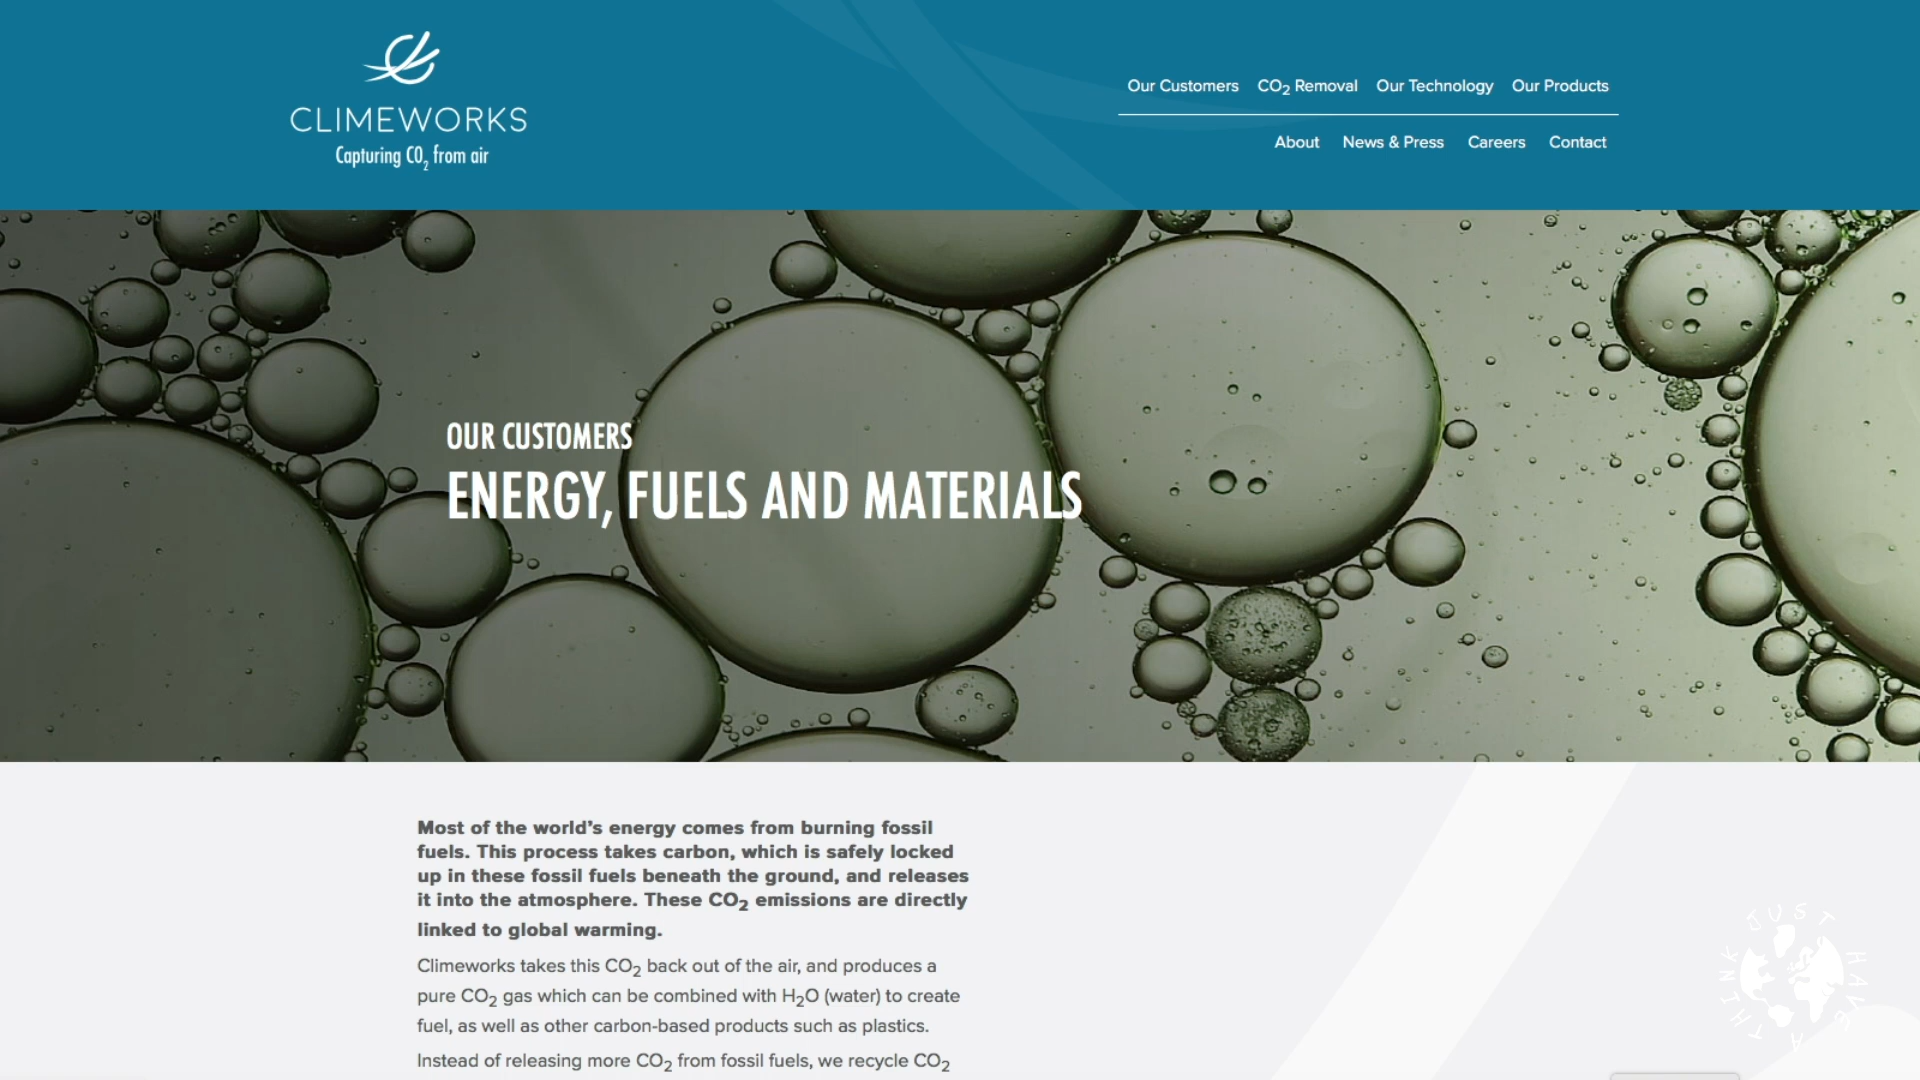 CLIMEWORKS
Capturing CO₂ from air
Our Customers CO₂ Removal Our Technology Our Products
About News & Press Careers Contact
OUR CUSTOMERS
ENERGY, FUELS AND MATERIALS
Most of the world’s energy comes from burning fossil
fuels. This process takes carbon, which is safely locked
up in these fossil fuels beneath the ground, and releases
it into the atmosphere. These CO₂ emissions are directly
linked to global warming.
Climeworks takes this CO₂ back out of the air, and produces a
pure CO₂ gas which can be combined with H₂O (water) to create
fuel, as well as other carbon-based products such as plastics.
Instead of releasing more CO₂ from fossil fuels, we recycle CO₂
JUST HAVE A THINK